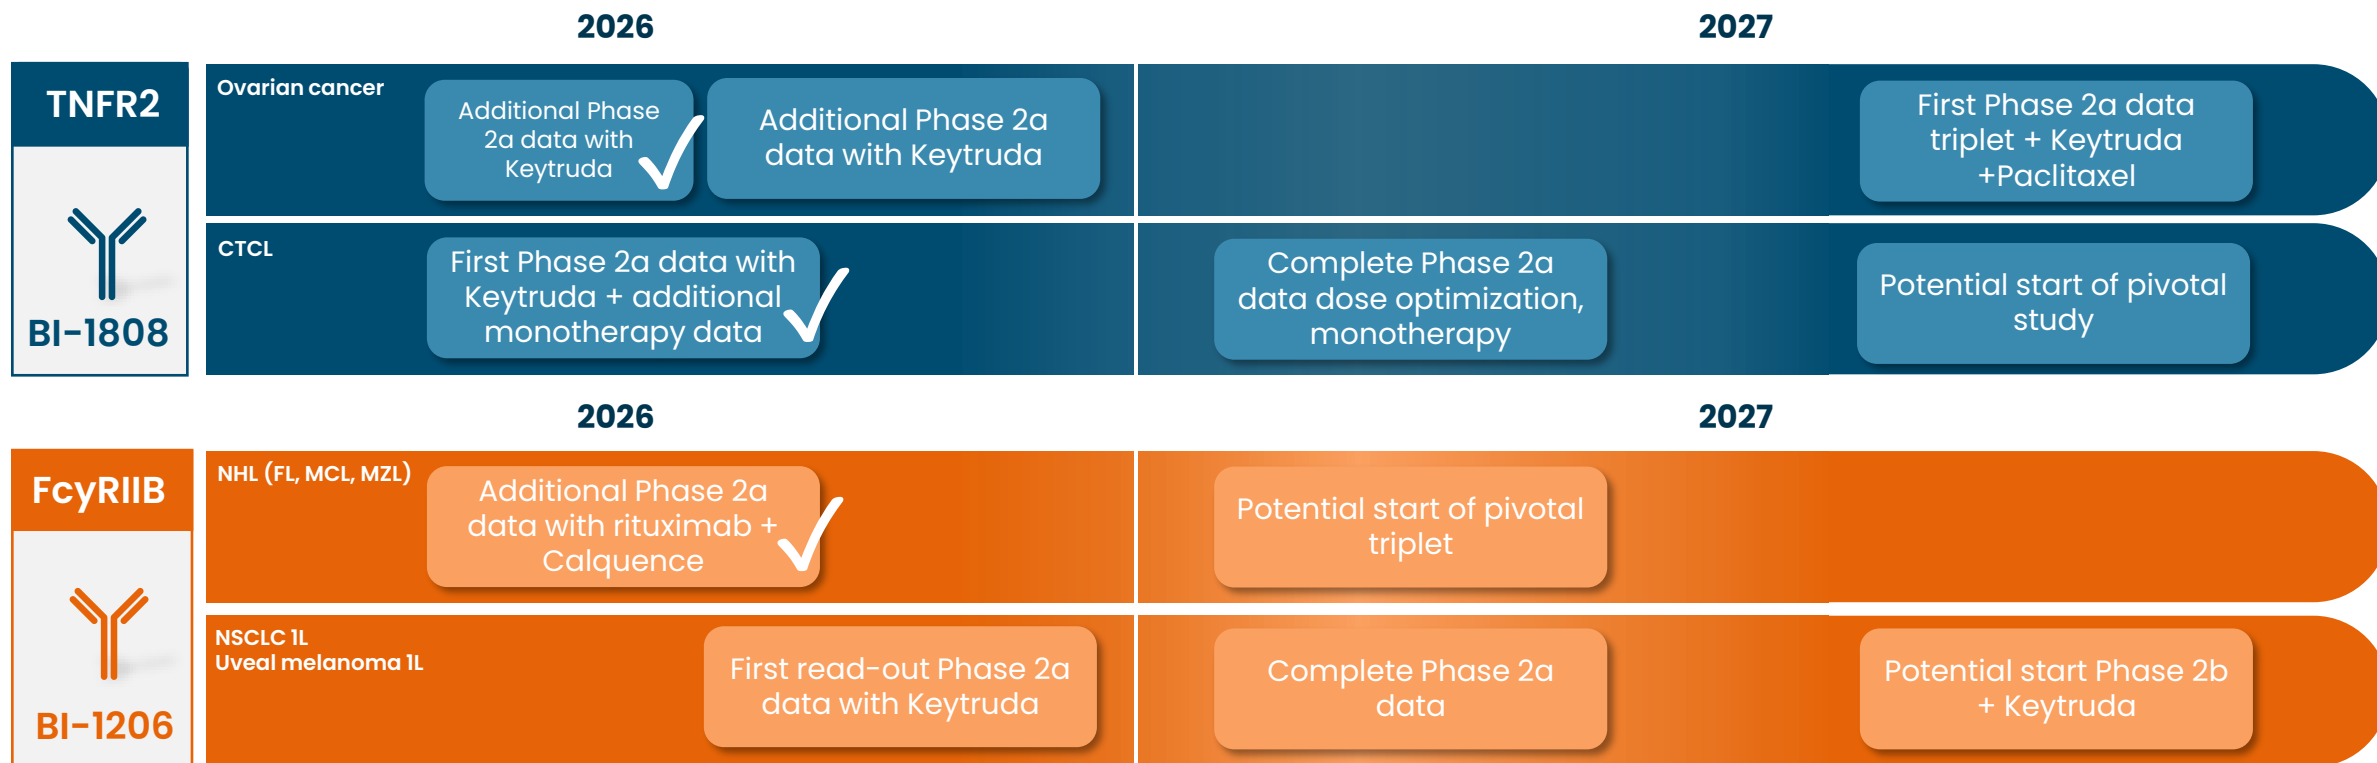 2026
2027
TNFR2
BI-1808
Ovarian cancer
Additional Phase
2a data with
Keytruda
Additional Phase 2a
data with Keytruda
First Phase 2a data
triplet + Keytruda
+Paclitaxel
CTCL
First Phase 2a data with
Keytruda + additional
monotherapy data
Complete Phase 2a
data dose optimization,
monotherapy
Potential start of pivotal
study
2026
2027
FcyRIIB
BI-1206
NHL (FL, MCL, MZL)
Additional Phase 2a
data with rituximab +
Calquence
Potential start of pivotal
triplet
NSCLC 1L
Uveal melanoma 1L
First read-out Phase 2a
data with Keytruda
Complete Phase 2a
data
Potential start Phase 2b
+ Keytruda